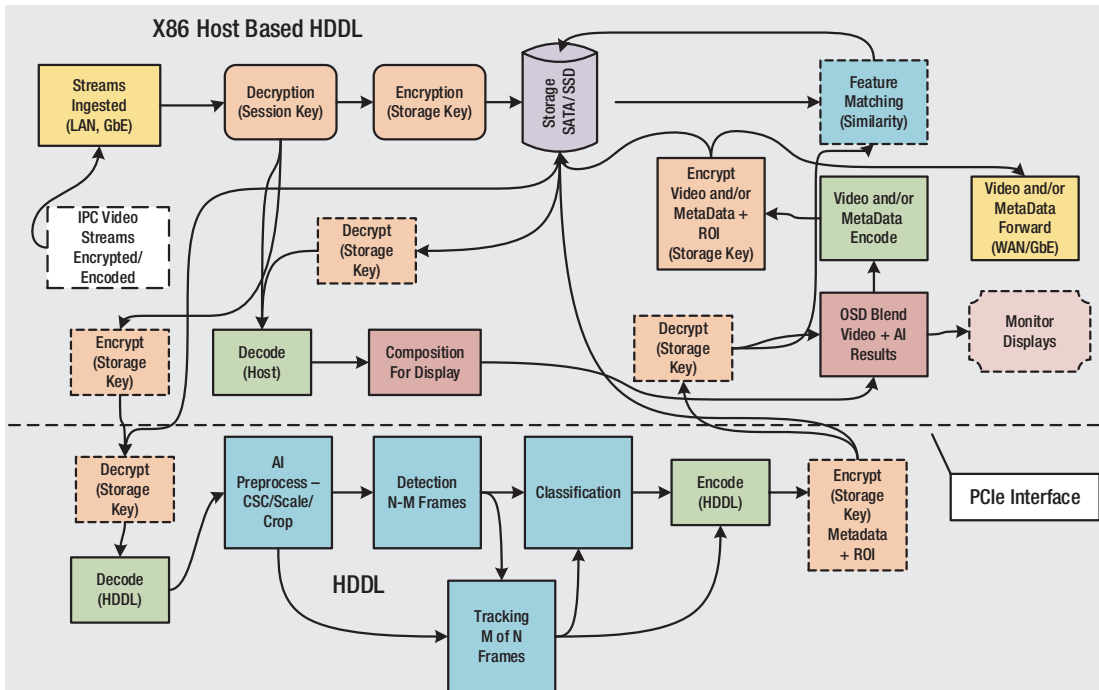 X86 Host Based HDDL
Streams
Ingested
(LAN, GbE)
Decryption
(Session Key)
Encryption
(Storage Key)
Storage
SATA/SSD
Feature
Matching
(Similarity)
IPC Video
Streams
Encrypted/
Encoded
Decrypt
(Storage
Key)
Encrypt
Video and/or
MetaData +
ROI
(Storage Key)
Video and/or
MetaData
Encode
Video and/or
MetaData
Forward
(WAN/GbE)
Encrypt
(Storage
Key)
Decode
(Host)
Composition
For Display
Decrypt
(Storage
Key)
OSD Blend
Video + AI
Results
Monitor
Displays
Decrypt
(Storage
Key)
AI
Preprocess –
CSC/Scale/
Crop
Detection
N-M Frames
Classification
Encode
(HDDL)
Encrypt
(Storage
Key)
Metadata
+ ROI
PCIe Interface
Decode
(HDDL)
HDDL
Tracking
M of N
Frames